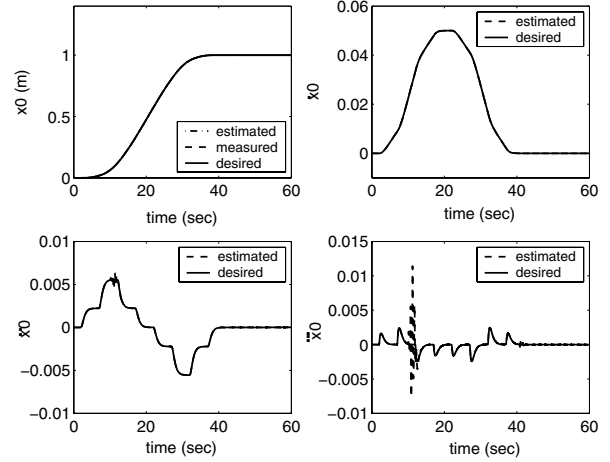 x0 (m)
1
0.5
0
0
20
40
60
time (sec)
estimated
measured
desired
ẋ0
0.06
0.04
0.02
0
0
20
40
60
time (sec)
estimated
desired
ẍ0
0.01
0.005
0
−0.005
−0.01
0
20
40
60
time (sec)
estimated
desired
x0
0.015
0.01
0.005
0
−0.005
−0.01
0
20
40
60
time (sec)
estimated
desired